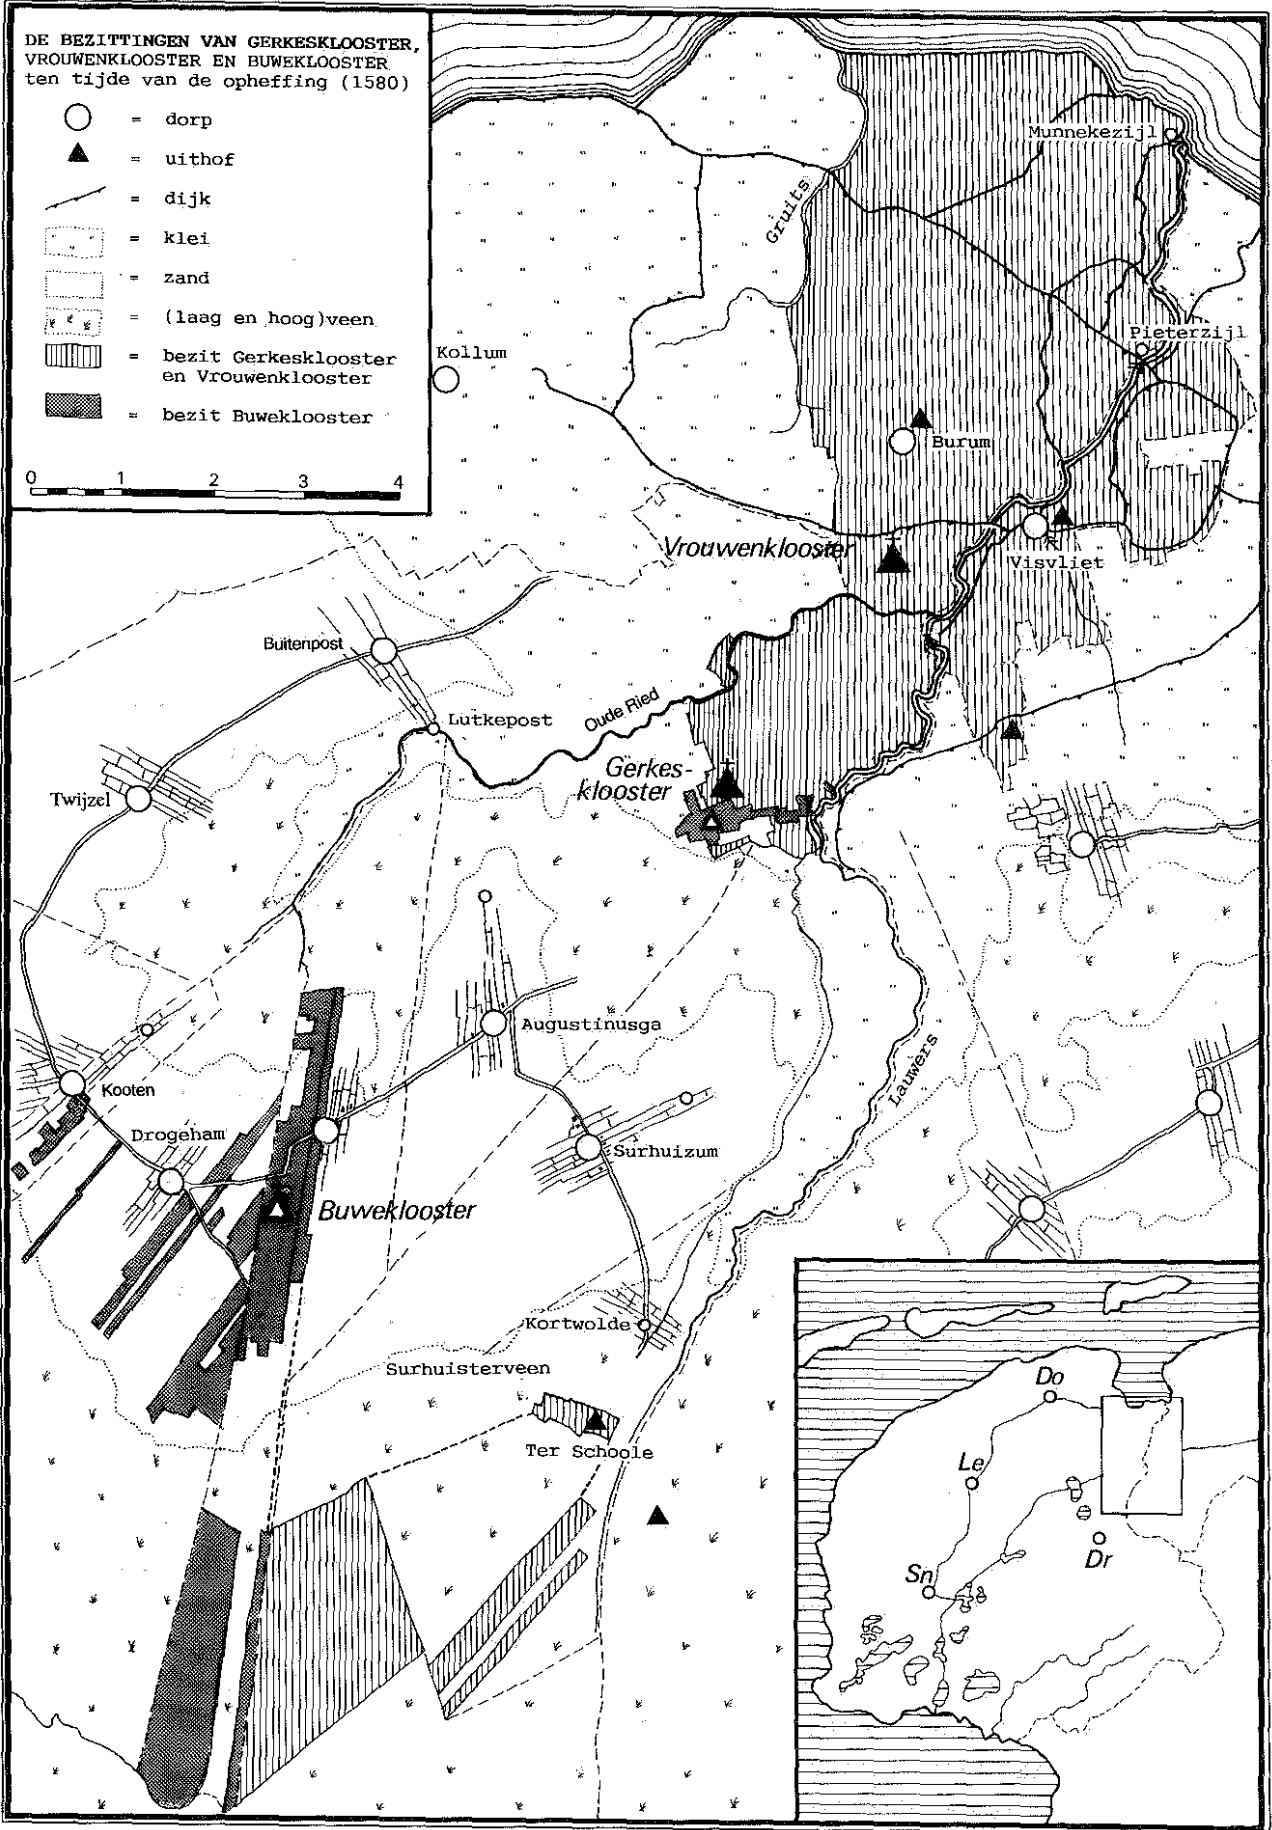 DE BEZITTINGEN VAN GERKESKLOOSTER,
VROUWENKLOOSTER EN BUWEKLOOSTER
ten tijde van de opheffing (1580)
= dorp
= uithof
= dijk
= klei
= zand
= (laag en hoog)veen
= bezit Gerkesklooster
en Vrouwenklooster
= bezit Buweklooster
0 1 2 3 4
Munnekezijl
Gruits
Pieterzijl
Kollum
Burum
Vrouwenklooster
Visvliet
Buitenpost
Oude Ried
Lutkepost
Gerkes-
klooster
Twijzel
Augustinusga
Lauwers
Kooten
Drogeham
Surhuizum
Buweklooster
Kortwolde
Surhuisterveen
Ter Schoole
Do
Le
Dr
Sn